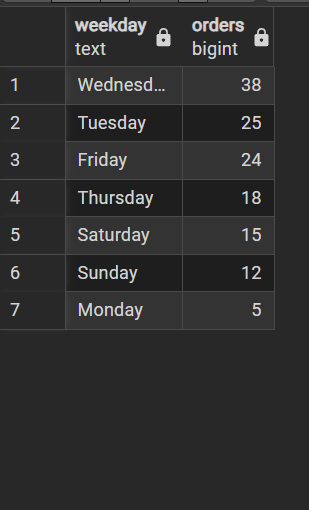 weekday orders
text bigint
1 Wednesd... 38
2 Tuesday 25
3 Friday 24
4 Thursday 18
5 Saturday 15
6 Sunday 12
7 Monday 5